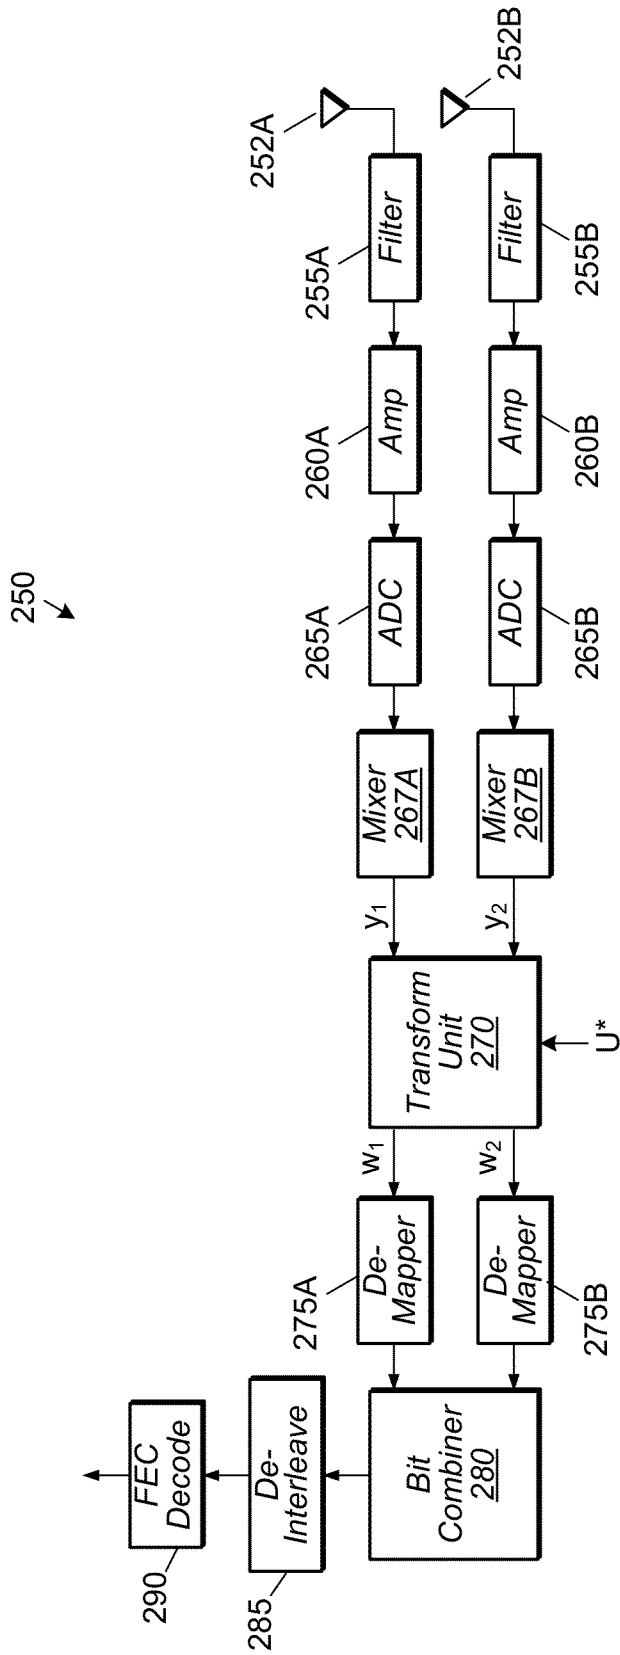 250
252A
252B
255A
Filter
Filter
255B
260A
Amp
Amp
260B
265A
ADC
ADC
265B
Mixer
267A
Mixer
267B
y1
y2
Transform
Unit
270
U*
w1
w2
275A
De-
Mapper
De-
Mapper
275B
Bit
Combiner
280
De-
Interleave
285
FEC
Decode
290